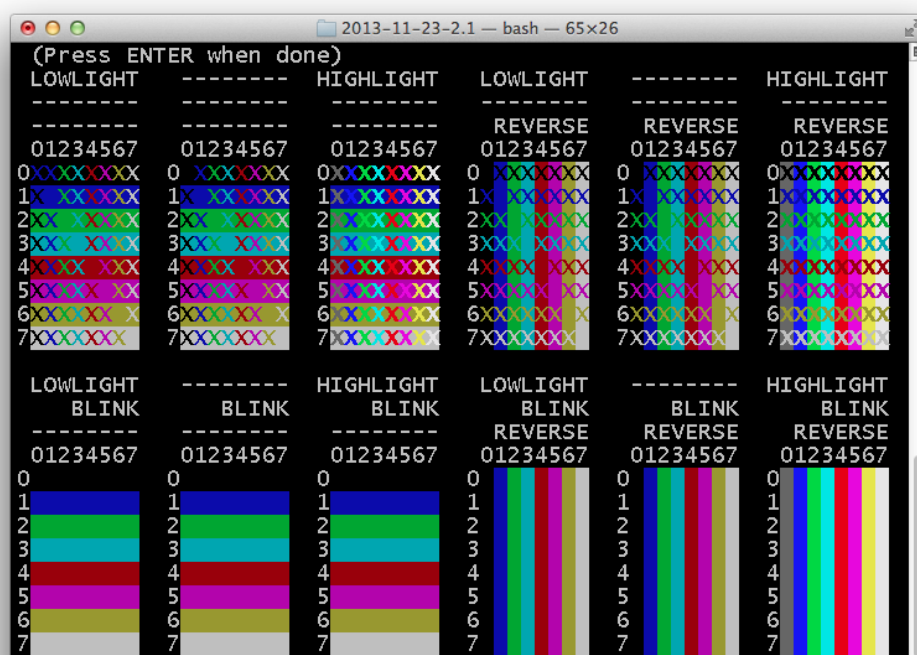 2013-11-23-2.1 — bash — 65×26
(Press ENTER when done)
LOWLIGHT -------- HIGHLIGHT LOWLIGHT -------- HIGHLIGHT
-------- -------- -------- -------- -------- --------
-------- -------- -------- REVERSE REVERSE REVERSE
01234567 01234567 01234567 01234567 01234567 01234567
0 XXXXXXX 0 XXXXXXX 0XXXXXXXX 0 XXXXXXX 0 XXXXXXX 0XXXXXXXX
1X XXXXXX 1X XXXXXX 1XXXXXXXX 1X XXXXXX 1X XXXXXX 1XXXXXXXX
2XX XXXXX 2XX XXXXX 2XXXXXXXX 2XX XXXXX 2XX XXXXX 2XXXXXXXX
3XXX XXXX 3XXX XXXX 3XXXXXXXX 3XXX XXXX 3XXX XXXX 3XXXXXXXX
4XXXX XXX 4XXXX XXX 4XXXXXXXX 4XXXX XXX 4XXXX XXX 4XXXXXXXX
5XXXXX XX 5XXXXX XX 5XXXXXXXX 5XXXXX XX 5XXXXX XX 5XXXXXXXX
6XXXXXX X 6XXXXXX X 6XXXXXXXX 6XXXXXX X 6XXXXXX X 6XXXXXXXX
7XXXXXXX 7XXXXXXX 7XXXXXXXX 7XXXXXXX 7XXXXXXX 7XXXXXXXX
LOWLIGHT -------- HIGHLIGHT LOWLIGHT -------- HIGHLIGHT
BLINK BLINK BLINK BLINK BLINK BLINK
-------- -------- -------- REVERSE REVERSE REVERSE
01234567 01234567 01234567 01234567 01234567 01234567
0 0 0 0 0 0
1 1 1 1 1 1
2 2 2 2 2 2
3 3 3 3 3 3
4 4 4 4 4 4
5 5 5 5 5 5
6 6 6 6 6 6
7 7 7 7 7 7